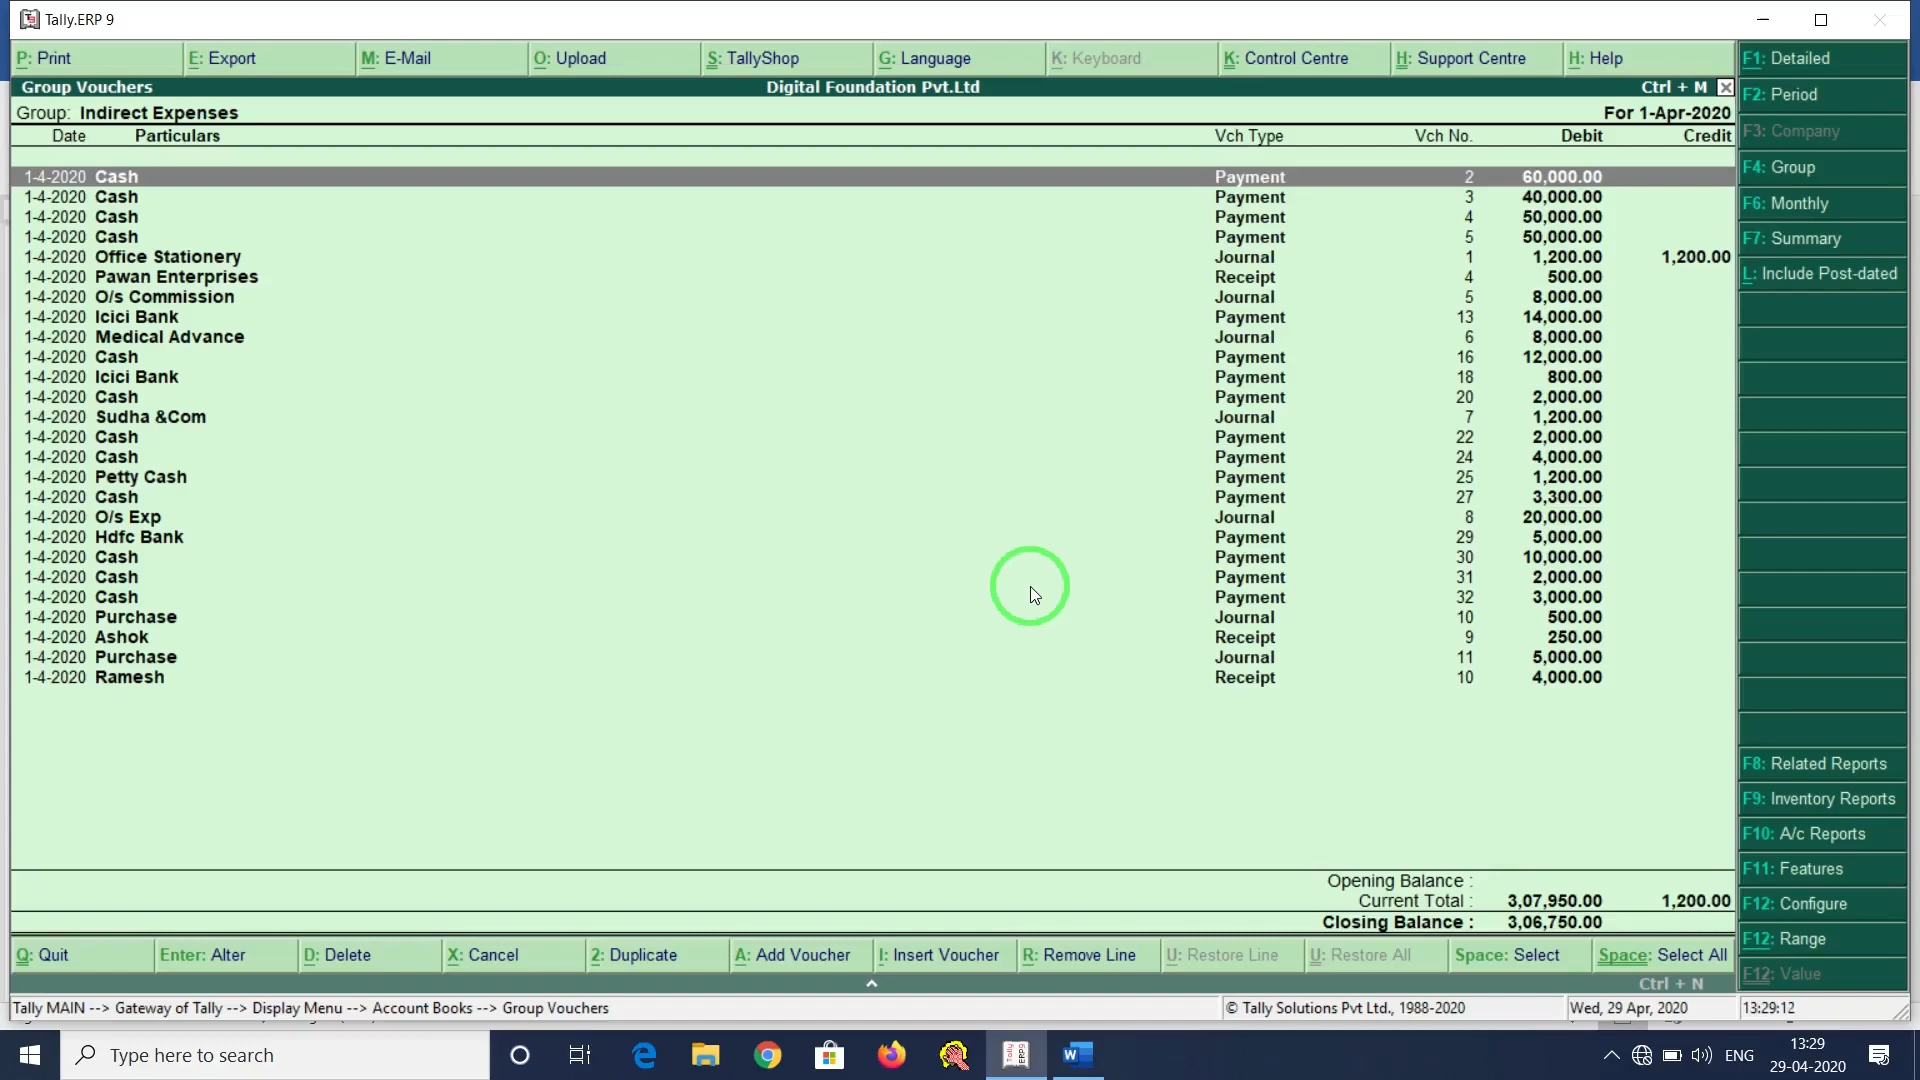 Tally.ERP 9
P: Print E: Export M: E-Mail O: Upload S: TallyShop G: Language K: Keyboard K: Control Centre H: Support Centre H: Help
Group Vouchers Digital Foundation Pvt.Ltd Ctrl + M
Group: Indirect Expenses For 1-Apr-2020
Date Particulars Vch Type Vch No. Debit Credit
1-4-2020 Cash Payment 2 60,000.00
1-4-2020 Cash Payment 3 40,000.00
1-4-2020 Cash Payment 4 50,000.00
1-4-2020 Cash Payment 5 50,000.00
1-4-2020 Office Stationery Journal 1 1,200.00 1,200.00
1-4-2020 Pawan Enterprises Receipt 4 500.00
1-4-2020 O/s Commission Journal 5 8,000.00
1-4-2020 Icici Bank Payment 13 14,000.00
1-4-2020 Medical Advance Journal 6 8,000.00
1-4-2020 Cash Payment 16 12,000.00
1-4-2020 Icici Bank Payment 18 800.00
1-4-2020 Cash Payment 20 2,000.00
1-4-2020 Sudha &Com Journal 7 1,200.00
1-4-2020 Cash Payment 22 2,000.00
1-4-2020 Cash Payment 24 4,000.00
1-4-2020 Petty Cash Payment 25 1,200.00
1-4-2020 Cash Payment 27 3,300.00
1-4-2020 O/s Exp Journal 8 20,000.00
1-4-2020 Hdfc Bank Payment 29 5,000.00
1-4-2020 Cash Payment 30 10,000.00
1-4-2020 Cash Payment 31 2,000.00
1-4-2020 Cash Payment 32 3,000.00
1-4-2020 Purchase Journal 10 500.00
1-4-2020 Ashok Receipt 9 250.00
1-4-2020 Purchase Journal 11 5,000.00
1-4-2020 Ramesh Receipt 10 4,000.00
Opening Balance :
Current Total : 3,07,950.00 1,200.00
Closing Balance : 3,06,750.00
Q: Quit Enter: Alter D: Delete X: Cancel 2: Duplicate A: Add Voucher I: Insert Voucher R: Remove Line U: Restore Line U: Restore All Space: Select Space: Select All
Ctrl + N
F1: Detailed
F2: Period
F3: Company
F4: Group
F6: Monthly
F7: Summary
L: Include Post-dated
F8: Related Reports
F9: Inventory Reports
F10: A/c Reports
F11: Features
F12: Configure
F12: Range
F12: Value
Tally MAIN --> Gateway of Tally --> Display Menu --> Account Books --> Group Vouchers © Tally Solutions Pvt Ltd., 1988-2020 Wed, 29 Apr, 2020 13:29:12
Type here to search
ENG
13:29
29-04-2020